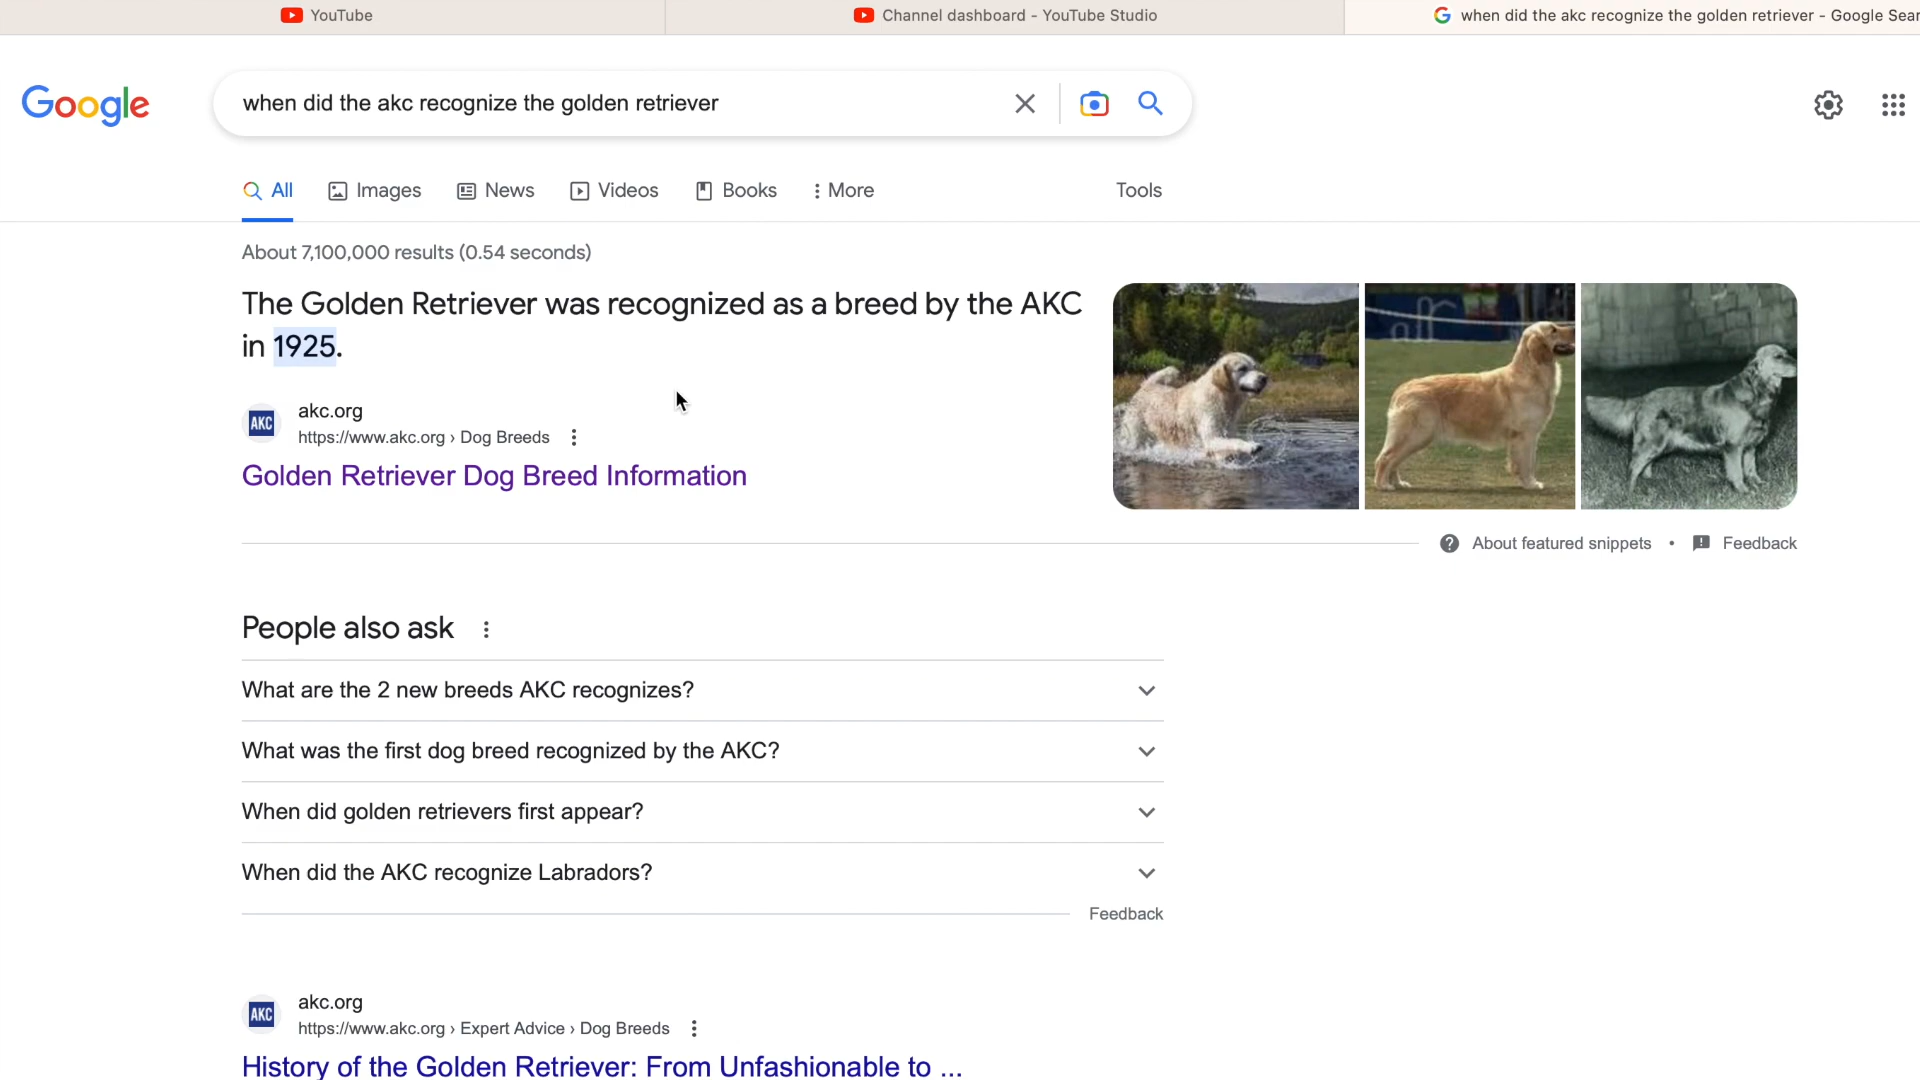 YouTube
Channel dashboard - YouTube Studio
when did the akc recognize the golden retriever - Google Sear
Google
when did the akc recognize the golden retriever
All
Images
News
Videos
Books
More
Tools
About 7,100,000 results (0.54 seconds)
The Golden Retriever was recognized as a breed by the AKC
in 1925.
AKC
akc.org
https://www.akc.org › Dog Breeds
Golden Retriever Dog Breed Information
About featured snippets • Feedback
People also ask
What are the 2 new breeds AKC recognizes?
What was the first dog breed recognized by the AKC?
When did golden retrievers first appear?
When did the AKC recognize Labradors?
Feedback
AKC
akc.org
https://www.akc.org › Expert Advice › Dog Breeds
History of the Golden Retriever: From Unfashionable to ...